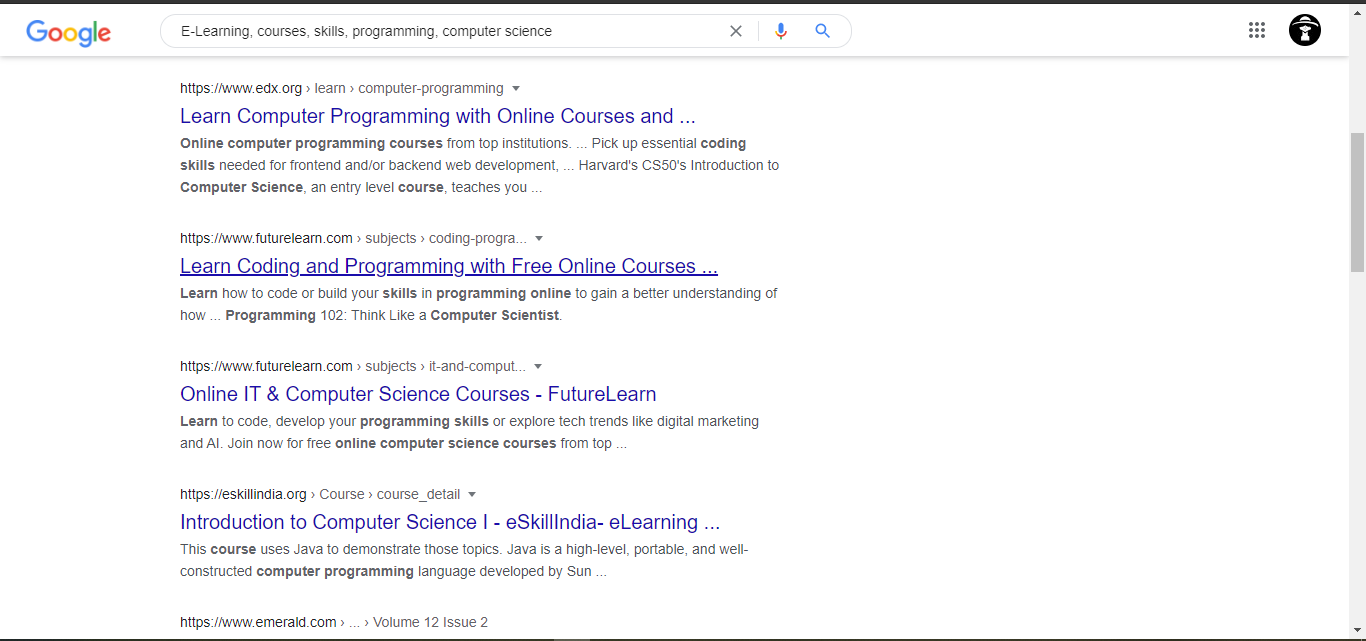 Google
E-Learning, courses, skills, programming, computer science
https://www.edx.org › learn › computer-programming
Learn Computer Programming with Online Courses and ...
Online computer programming courses from top institutions. ... Pick up essential coding
skills needed for frontend and/or backend web development, ... Harvard's CS50's Introduction to
Computer Science, an entry level course, teaches you ...
https://www.futurelearn.com › subjects › coding-progra...
Learn Coding and Programming with Free Online Courses ...
Learn how to code or build your skills in programming online to gain a better understanding of
how ... Programming 102: Think Like a Computer Scientist.
https://www.futurelearn.com › subjects › it-and-comput...
Online IT & Computer Science Courses - FutureLearn
Learn to code, develop your programming skills or explore tech trends like digital marketing
and AI. Join now for free online computer science courses from top ...
https://eskillindia.org › Course › course_detail
Introduction to Computer Science I - eSkillIndia- eLearning ...
This course uses Java to demonstrate those topics. Java is a high-level, portable, and well-
constructed computer programming language developed by Sun ...
https://www.emerald.com › ... › Volume 12 Issue 2